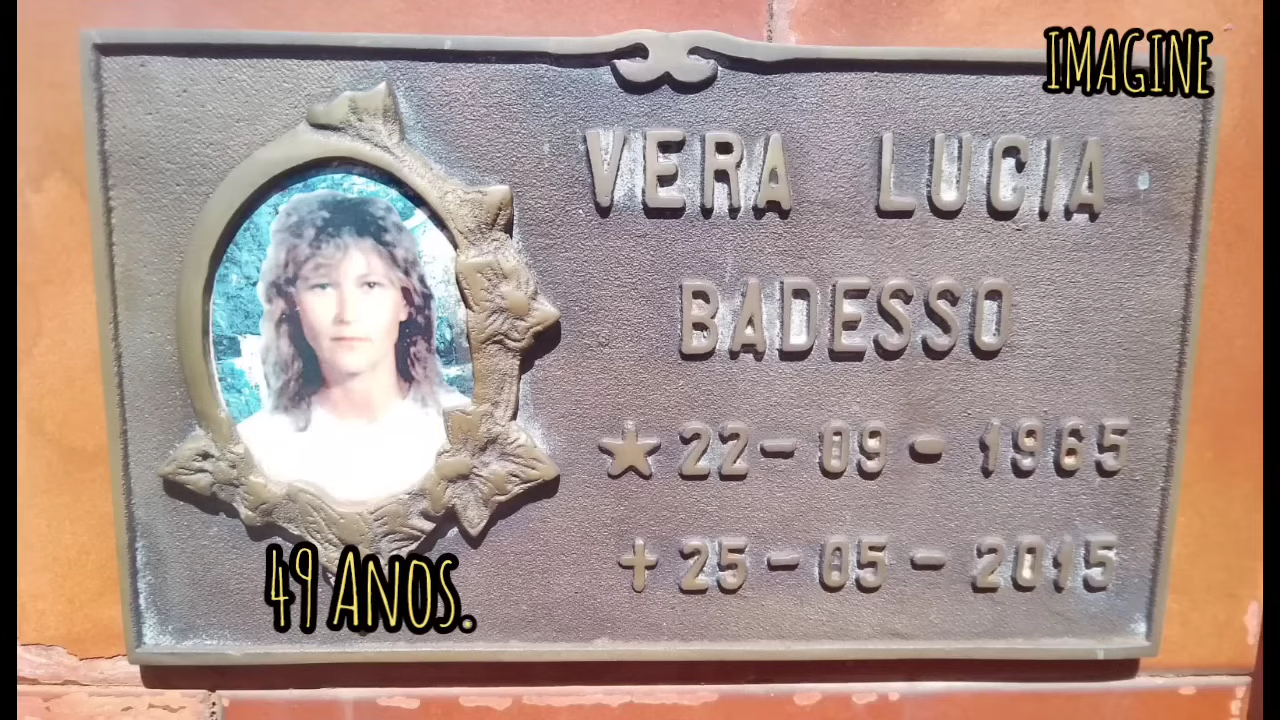 IMAGINE
VERA LUCIA
BADESSO
★ 22-09-1965
✝ 25-05-2015
49 ANOS.